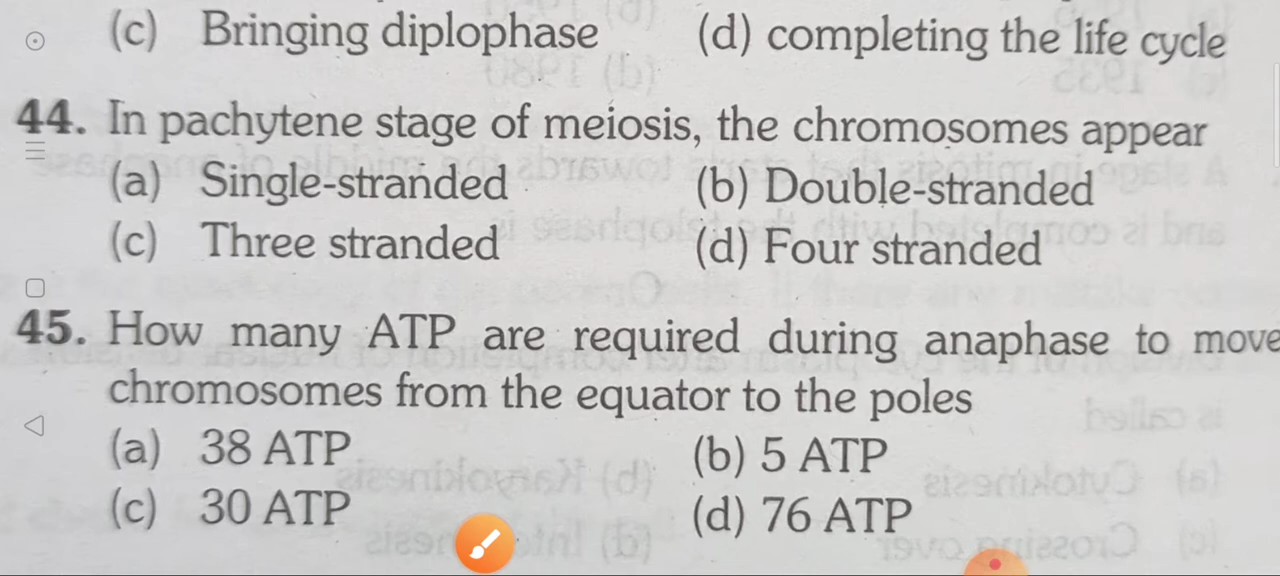 (c) Bringing diplophase (d) completing the life cycle
44. In pachytene stage of meiosis, the chromosomes appear
(a) Single-stranded (b) Double-stranded
(c) Three stranded (d) Four stranded
45. How many ATP are required during anaphase to move
chromosomes from the equator to the poles
(a) 38 ATP (b) 5 ATP
(c) 30 ATP (d) 76 ATP